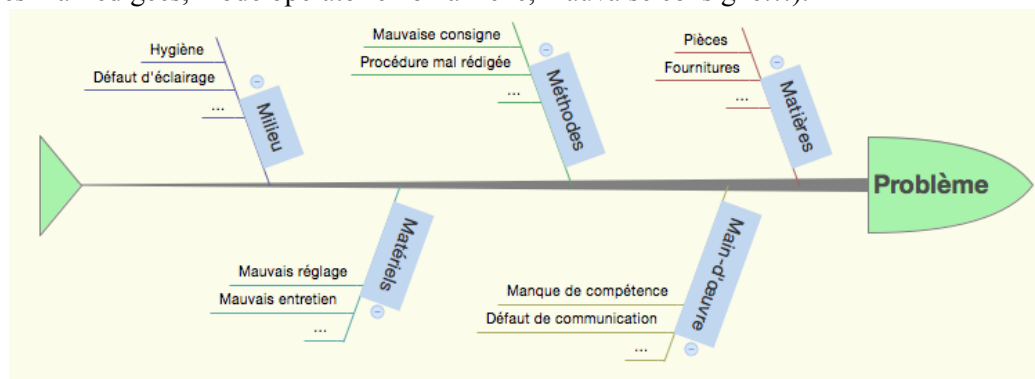 Hygiène
Défaut d'éclairage
...
Milieu
Mauvaise consigne
Procédure mal rédigée
...
Méthodes
Pièces
Fournitures
...
Matières
Problème
Mauvais réglage
Mauvais entretien
...
Matériels
Manque de compétence
Défaut de communication
...
Main-d'œuvre